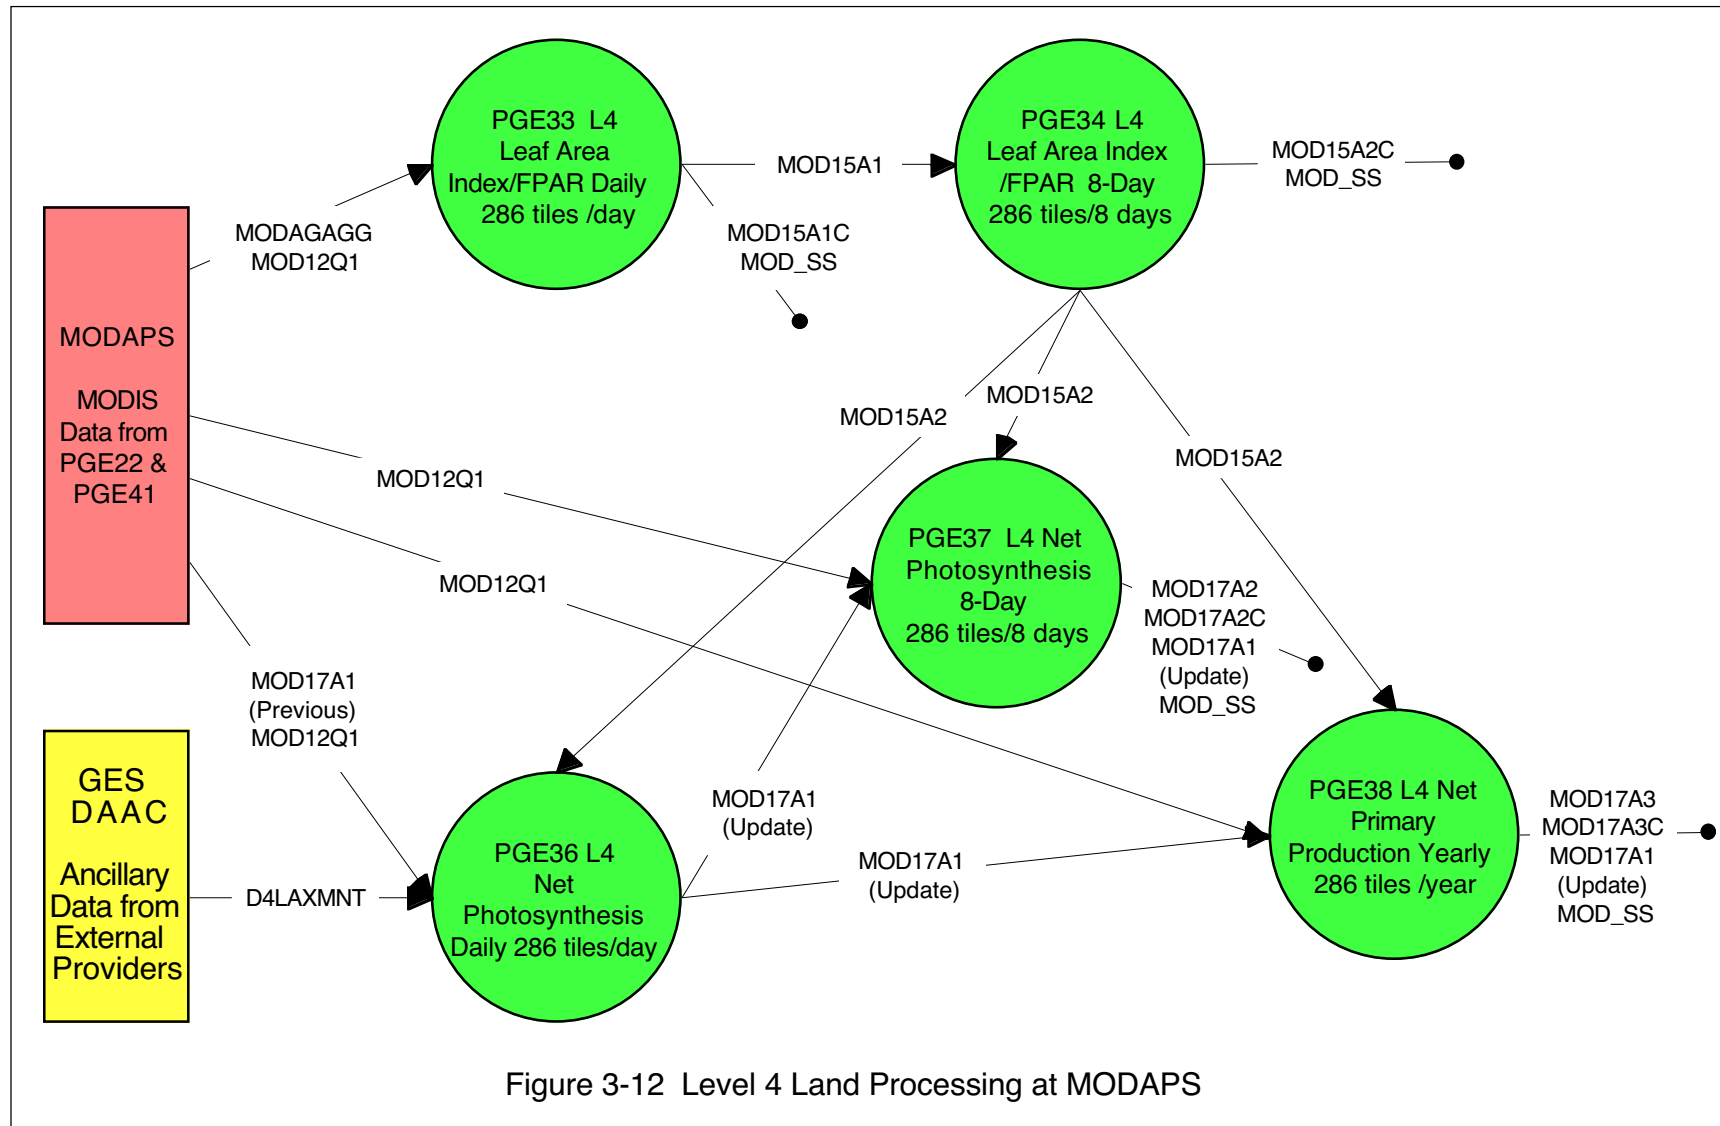 PGE33 L4
Leaf Area
Index/FPAR Daily
286 tiles /day
MOD15A1
PGE34 L4
Leaf Area Index
/FPAR 8-Day
286 tiles/8 days
MOD15A2C
MOD_SS
MODAGAGG
MOD12Q1
MOD15A1C
MOD_SS
MODAPS
MODIS
Data from
PGE22 &
PGE41
MOD15A2
MOD15A2
MOD15A2
MOD12Q1
MOD12Q1
PGE37 L4 Net
Photosynthesis
8-Day
286 tiles/8 days
MOD17A2
MOD17A2C
MOD17A1
(Update)
MOD_SS
MOD17A1
(Previous)
MOD12Q1
GES
DAAC
Ancillary
Data from
External
Providers
D4LAXMNT
PGE36 L4
Net
Photosynthesis
Daily 286 tiles/day
MOD17A1
(Update)
MOD17A1
(Update)
PGE38 L4 Net
Primary
Production Yearly
286 tiles /year
MOD17A3
MOD17A3C
MOD17A1
(Update)
MOD_SS
Figure 3-12 Level 4 Land Processing at MODAPS